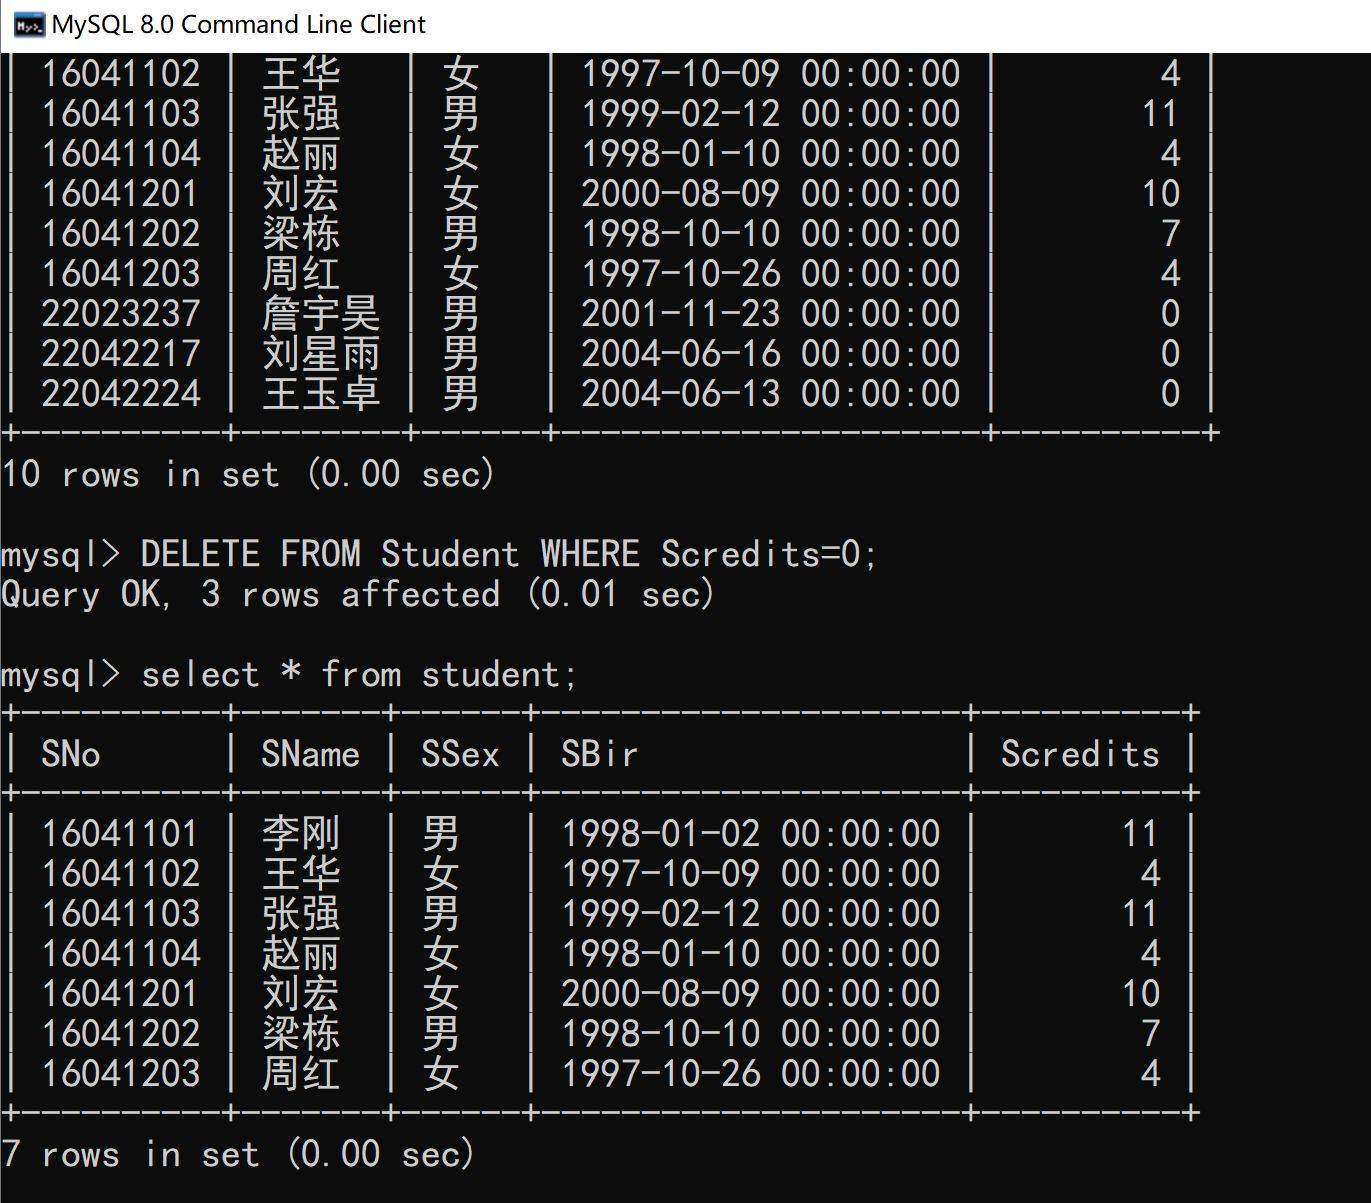 MySQL 8.0 Command Line Client
| 16041102 | 王华   | 女   | 1997-10-09 00:00:00 |        4 |
| 16041103 | 张强   | 男   | 1999-02-12 00:00:00 |       11 |
| 16041104 | 赵丽   | 女   | 1998-01-10 00:00:00 |        4 |
| 16041201 | 刘宏   | 女   | 2000-08-09 00:00:00 |       10 |
| 16041202 | 梁栋   | 男   | 1998-10-10 00:00:00 |        7 |
| 16041203 | 周红   | 女   | 1997-10-26 00:00:00 |        4 |
| 22023237 | 詹宇昊 | 男   | 2001-11-23 00:00:00 |        0 |
| 22042217 | 刘星雨 | 男   | 2004-06-16 00:00:00 |        0 |
| 22042224 | 王玉卓 | 男   | 2004-06-13 00:00:00 |        0 |
+----------+--------+------+---------------------+----------+
10 rows in set (0.00 sec)
mysql> DELETE FROM Student WHERE Scredits=0;
Query OK, 3 rows affected (0.01 sec)
mysql> select * from student;
+----------+-------+------+---------------------+----------+
| SNo      | SName | SSex | SBir                | Scredits |
+----------+-------+------+---------------------+----------+
| 16041101 | 李刚  | 男   | 1998-01-02 00:00:00 |       11 |
| 16041102 | 王华  | 女   | 1997-10-09 00:00:00 |        4 |
| 16041103 | 张强  | 男   | 1999-02-12 00:00:00 |       11 |
| 16041104 | 赵丽  | 女   | 1998-01-10 00:00:00 |        4 |
| 16041201 | 刘宏  | 女   | 2000-08-09 00:00:00 |       10 |
| 16041202 | 梁栋  | 男   | 1998-10-10 00:00:00 |        7 |
| 16041203 | 周红  | 女   | 1997-10-26 00:00:00 |        4 |
+----------+-------+------+---------------------+----------+
7 rows in set (0.00 sec)